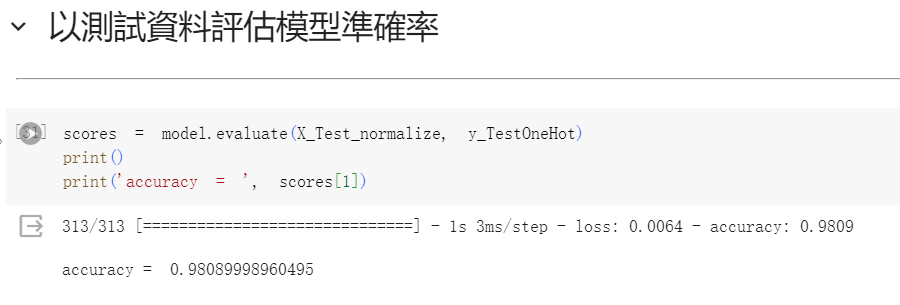 以測試資料評估模型準確率
[31] scores = model.evaluate(X_Test_normalize, y_TestOneHot)
print()
print('accuracy = ', scores[1])
313/313 [==============================] - 1s 3ms/step - loss: 0.0064 - accuracy: 0.9809
accuracy = 0.98089998960495